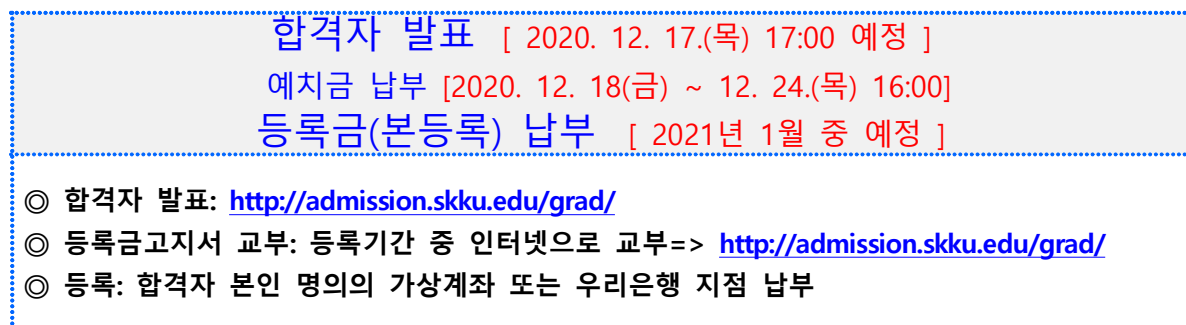 합격자 발표 [ 2020. 12. 17.(목) 17:00 예정 ]
예치금 납부 [2020. 12. 18(금) ~ 12. 24.(목) 16:00]
등록금(본등록) 납부 [ 2021년 1월 중 예정 ]
◎ 합격자 발표: http://admission.skku.edu/grad/
◎ 등록금고지서 교부: 등록기간 중 인터넷으로 교부=> http://admission.skku.edu/grad/
◎ 등록: 합격자 본인 명의의 가상계좌 또는 우리은행 지점 납부